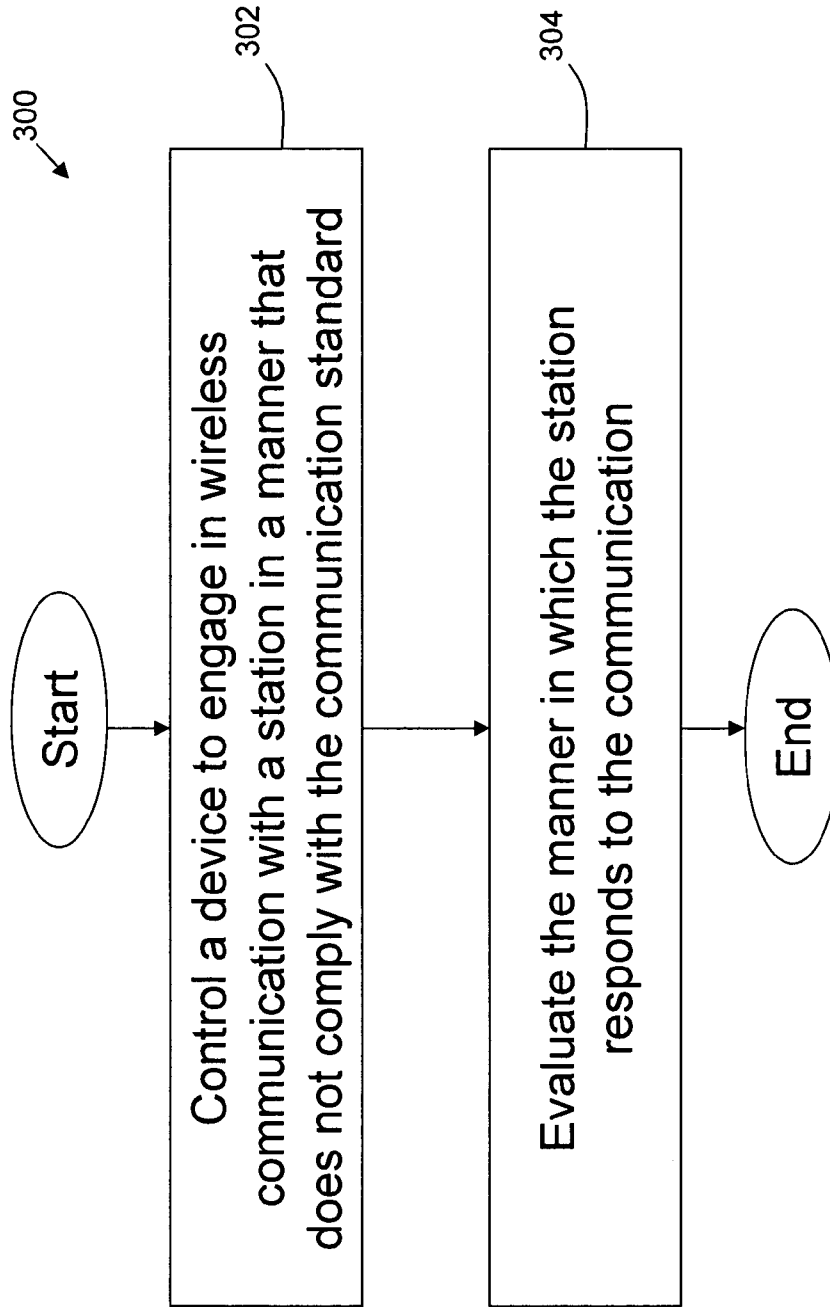 300
Start
Control a device to engage in wireless
communication with a station in a manner that
does not comply with the communication standard
302
Evaluate the manner in which the station
responds to the communication
304
End